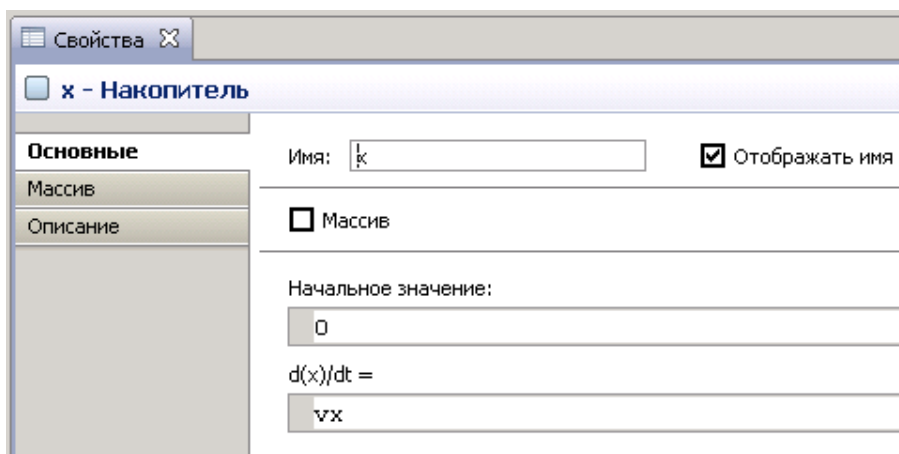 Свойства
x - Накопитель
Основные
Имя: x
Отображать имя
Массив
Массив
Описание
Начальное значение:
0
d(x)/dt =
vx